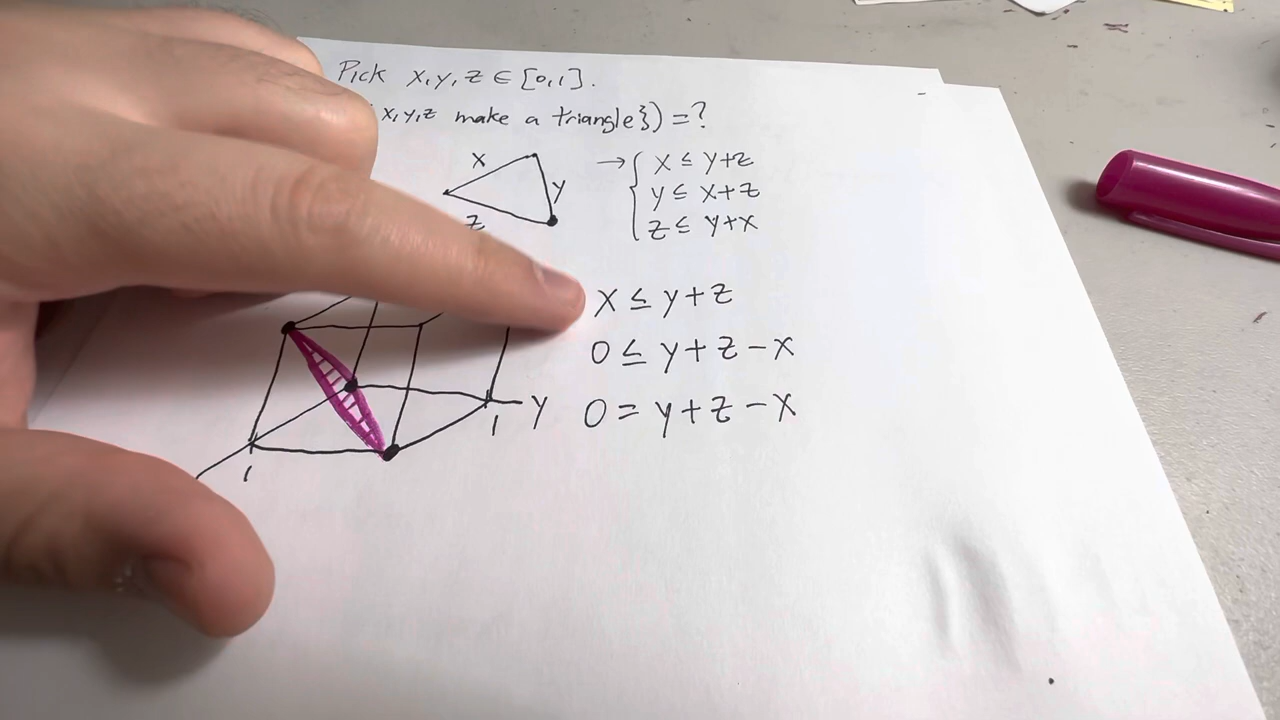 Pick x,y,z ∈ [0,1].
x,y,z make a triangle}) = ?
x
→ { x ≤ y+z
y
y ≤ x+z
z
z ≤ y+x
x ≤ y+z
0 ≤ y+z-x
y
0 = y+z-x
1
1